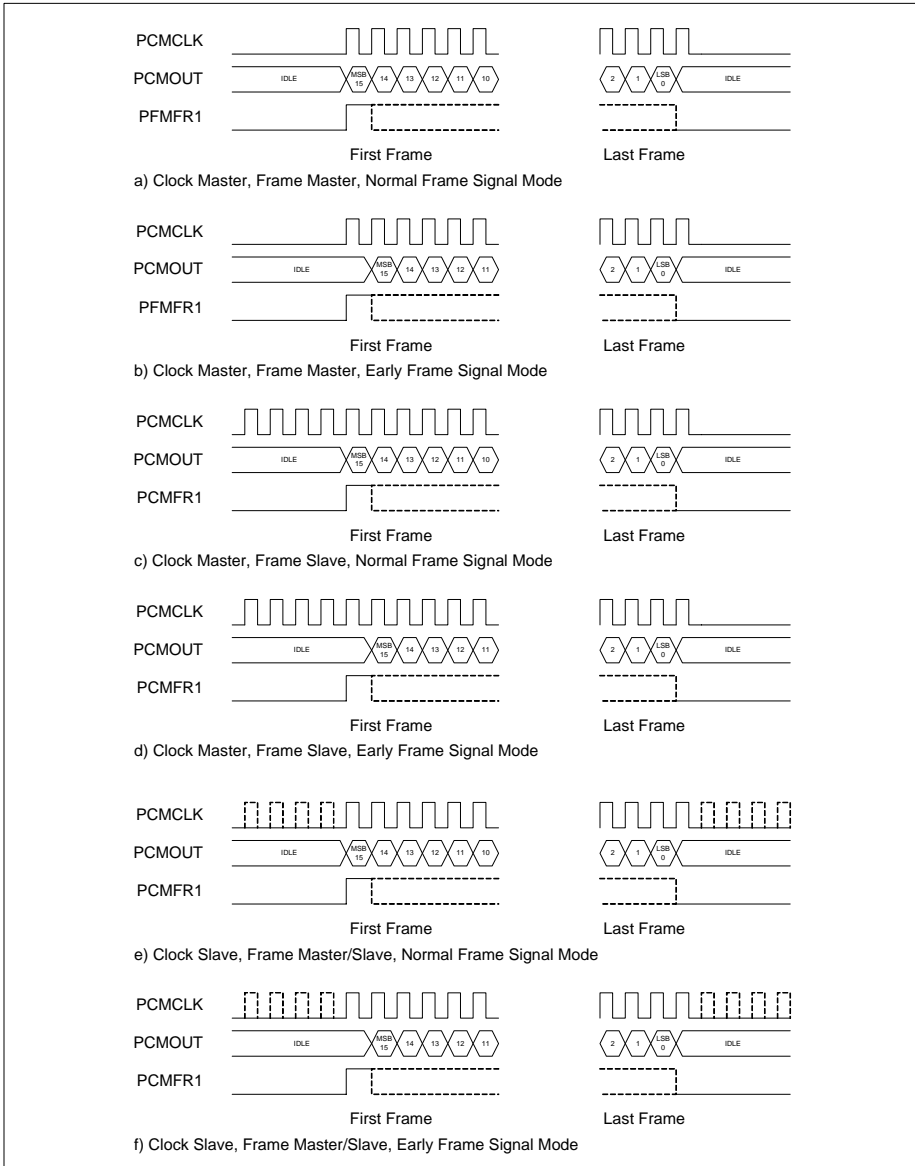 PCMCLK
PCMOUT IDLE MSB 15 14 13 12 11 10 2 1 LSB 0 IDLE
PFMFR1
First Frame Last Frame
a) Clock Master, Frame Master, Normal Frame Signal Mode
PCMCLK
PCMOUT IDLE MSB 15 14 13 12 11 2 1 LSB 0 IDLE
PFMFR1
First Frame Last Frame
b) Clock Master, Frame Master, Early Frame Signal Mode
PCMCLK
PCMOUT IDLE MSB 15 14 13 12 11 10 2 1 LSB 0 IDLE
PCMFR1
First Frame Last Frame
c) Clock Master, Frame Slave, Normal Frame Signal Mode
PCMCLK
PCMOUT IDLE MSB 15 14 13 12 11 2 1 LSB 0 IDLE
PCMFR1
First Frame Last Frame
d) Clock Master, Frame Slave, Early Frame Signal Mode
PCMCLK
PCMOUT IDLE MSB 15 14 13 12 11 10 2 1 LSB 0 IDLE
PCMFR1
First Frame Last Frame
e) Clock Slave, Frame Master/Slave, Normal Frame Signal Mode
PCMCLK
PCMOUT IDLE MSB 15 14 13 12 11 2 1 LSB 0 IDLE
PCMFR1
First Frame Last Frame
f) Clock Slave, Frame Master/Slave, Early Frame Signal Mode